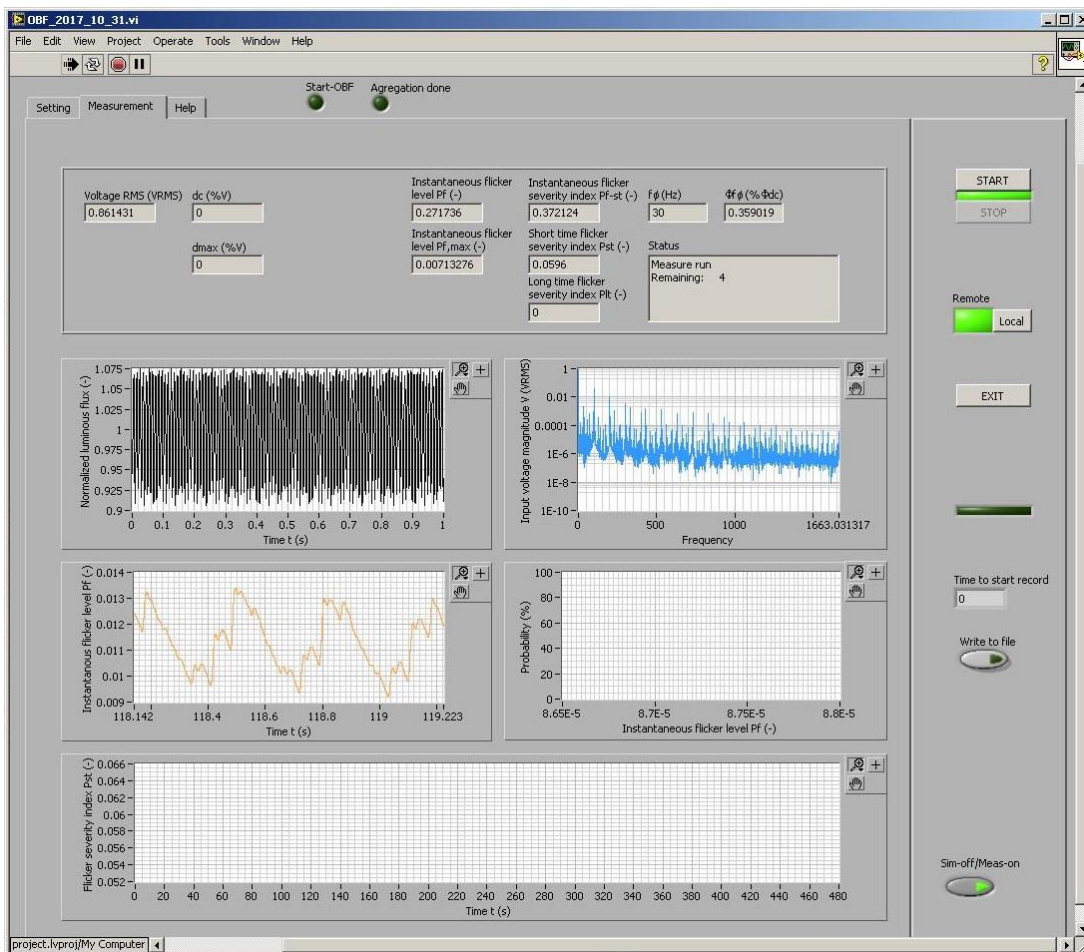 OBF_2017_10_31.vi
File Edit View Project Operate Tools Window Help
Start-OBF Agregation done
Setting Measurement Help
Voltage RMS (VRMS)
0.861431
dc (%V)
0
dmax (%V)
0
Instantaneous flicker
level Pf (-)
0.271736
Instantaneous flicker
level Pf,max (-)
0.00713276
Instantaneous flicker
severity index Pf-st (-)
0.372124
Short time flicker
severity index Pst (-)
0.0596
Long time flicker
severity index Plt (-)
0
fϕ (Hz)
30
Φfϕ (% Φdc)
0.359019
Status
Measure run
Remaining: 4
START
STOP
Remote
Local
EXIT
Time to start record
0
Write to file
Sim-off/Meas-on
Normalized luminous flux (-)
1.075
1.05
1.025
1
0.975
0.95
0.925
0.9
0 0.1 0.2 0.3 0.4 0.5 0.6 0.7 0.8 0.9 1
Time t (s)
Input voltage magnitude V (VRMS)
1
0.01
0.0001
1E-6
1E-8
1E-10
0 500 1000 1663.031317
Frequency
Instantanous flicker level Pf (-)
0.014
0.013
0.012
0.011
0.01
0.009
118.142 118.4 118.6 118.8 119 119.223
Time t (s)
Probability (%)
100
80
60
40
20
0
8.65E-5 8.7E-5 8.75E-5 8.8E-5
Instantaneous flicker level Pf (-)
Flicker severity index Pst (-)
0.066
0.064
0.062
0.06
0.058
0.056
0.054
0.052
0 20 40 60 80 100 120 140 160 180 200 220 240 260 280 300 320 340 360 380 400 420 440 460 480
Time t (s)
project.lvproj/My Computer